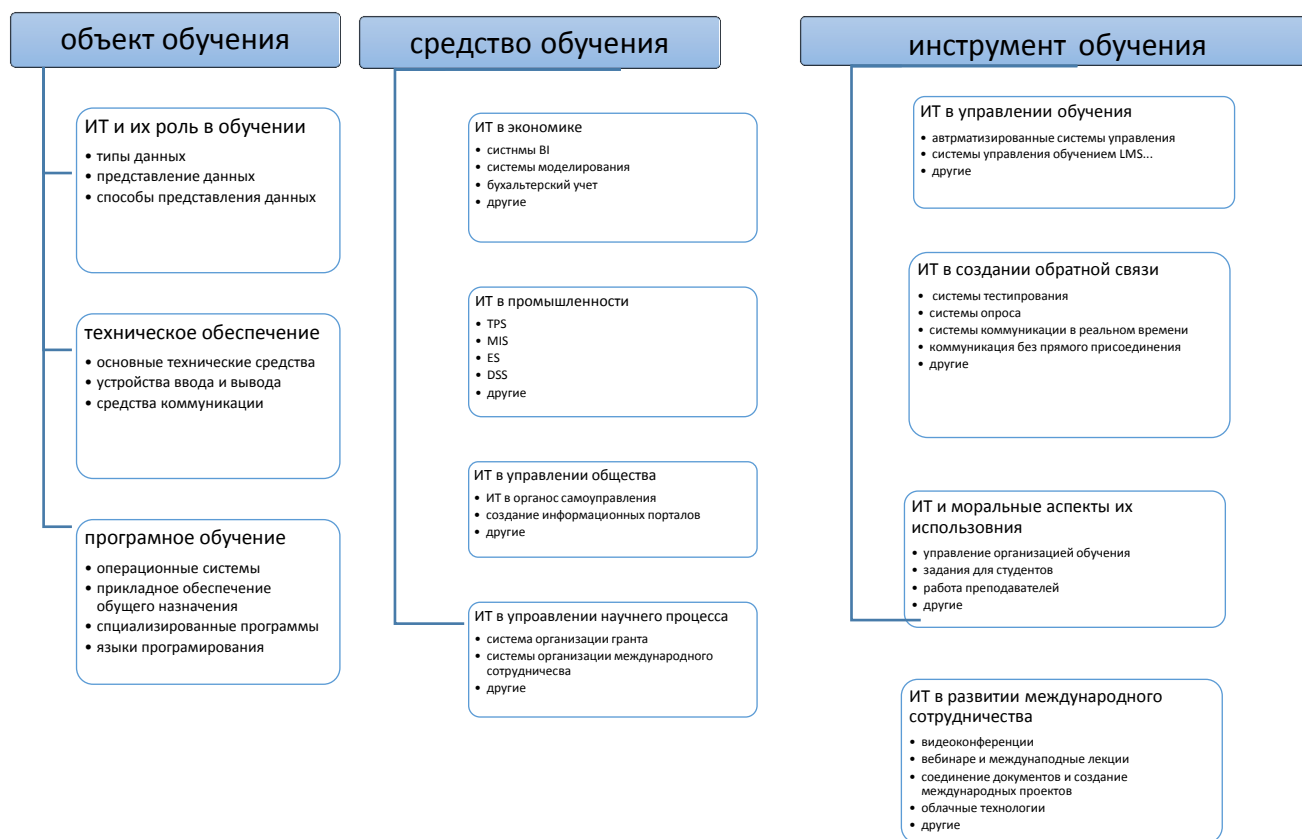 объект обучения
ИТ и их роль в обучении
• типы данных
• представление данных
• способы представления данных
техническое обеспечение
• основные технические средства
• устройства ввода и вывода
• средства коммуникации
програмное обучение
• операционные системы
• прикладное обеспечение
обущего назначения
• спциализированные программы
• языки програмирования
средство обучения
ИТ в экономике
• систнмы BI
• системы моделирования
• бухальтерский учет
• другие
ИТ в промышленности
• TPS
• MIS
• ES
• DSS
• другие
ИТ в управлении общества
• ИТ в органос самоуправления
• создание информационных порталов
• другие
ИТ в упроавлении научнего процесса
• система организации гранта
• системы организации международного
сотрудничесва
• другие
инструмент обучения
ИТ в управлении обучения
• автрматизированные системы управления
• системы управления обучением LMS...
• другие
ИТ в создании обратной связи
• системы тестипрования
• системы опроса
• системы коммуникации в реальном времени
• коммуникация без прямого присоединения
• другие
ИТ и моральные аспекты их
использовния
• управление организацией обучения
• задания для студентов
• работа преподавателей
• другие
ИТ в развитии международного
сотрудничества
• видеоконференции
• вебинаре и междунаподные лекции
• соединение документов и создание
международных проектов
• облачные технологии
• другие